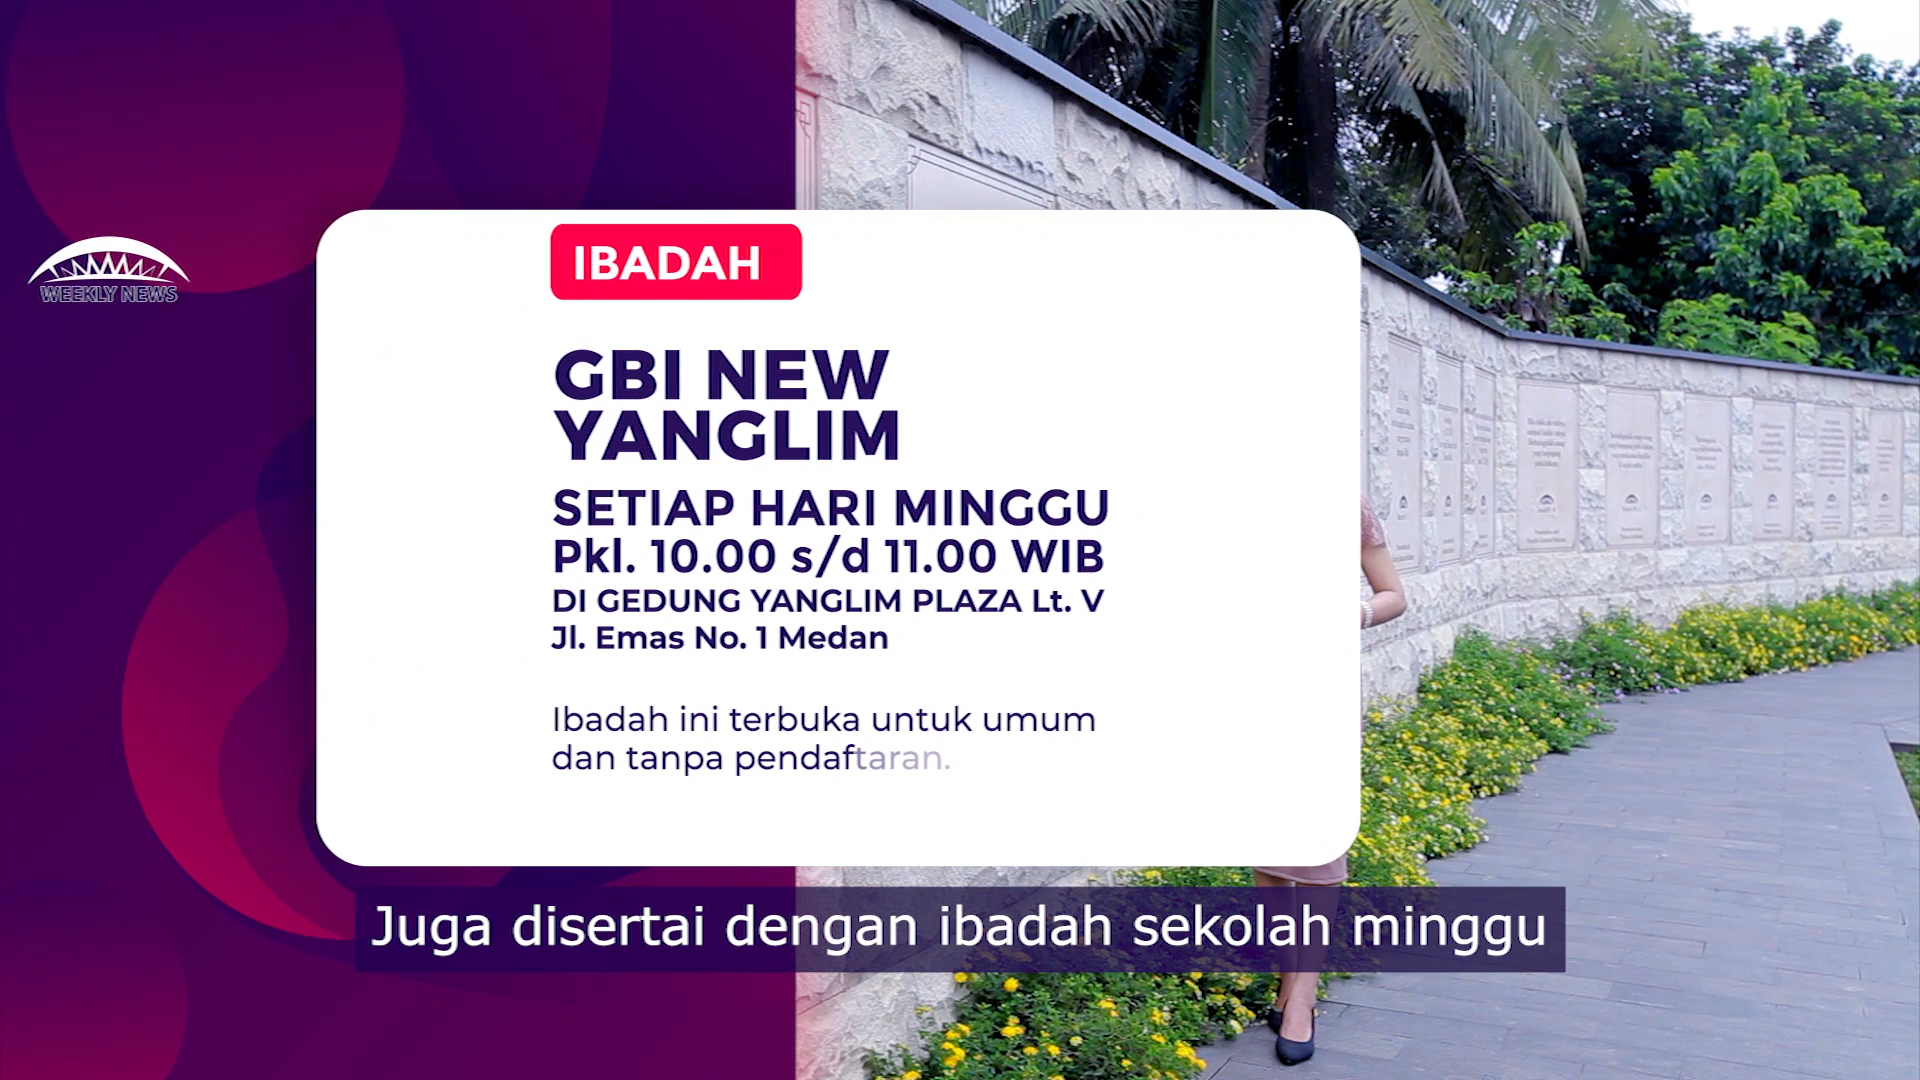 WEEKLY NEWS
IBADAH
GBI NEW
YANGLIM
SETIAP HARI MINGGU
Pkl. 10.00 s/d 11.00 WIB
DI GEDUNG YANGLIM PLAZA Lt. V
Jl. Emas No. 1 Medan
Ibadah ini terbuka untuk umum
dan tanpa pendaftaran.
Juga disertai dengan ibadah sekolah minggu